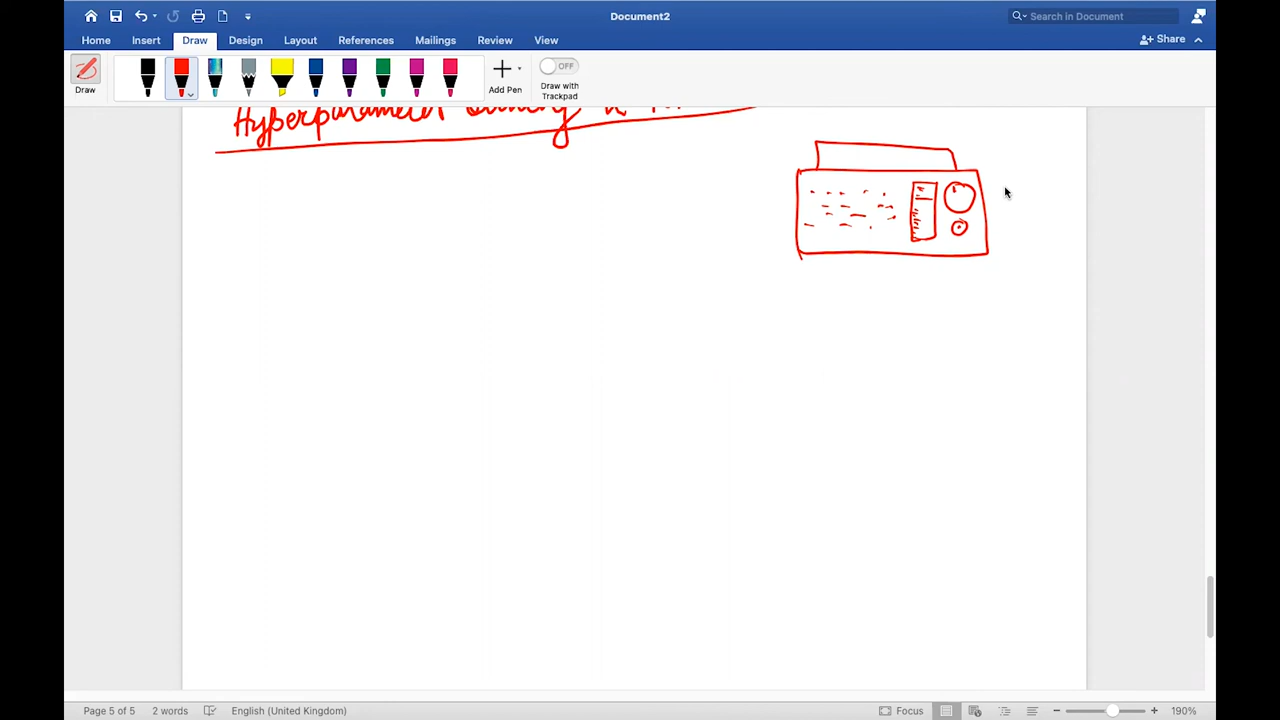 Document2
Search in Document
Home Insert Draw Design Layout References Mailings Review View
Share
Draw
OFF
Add Pen
Draw with Trackpad
Hyperparameter
Page 5 of 5 2 words English (United Kingdom) Focus 190%